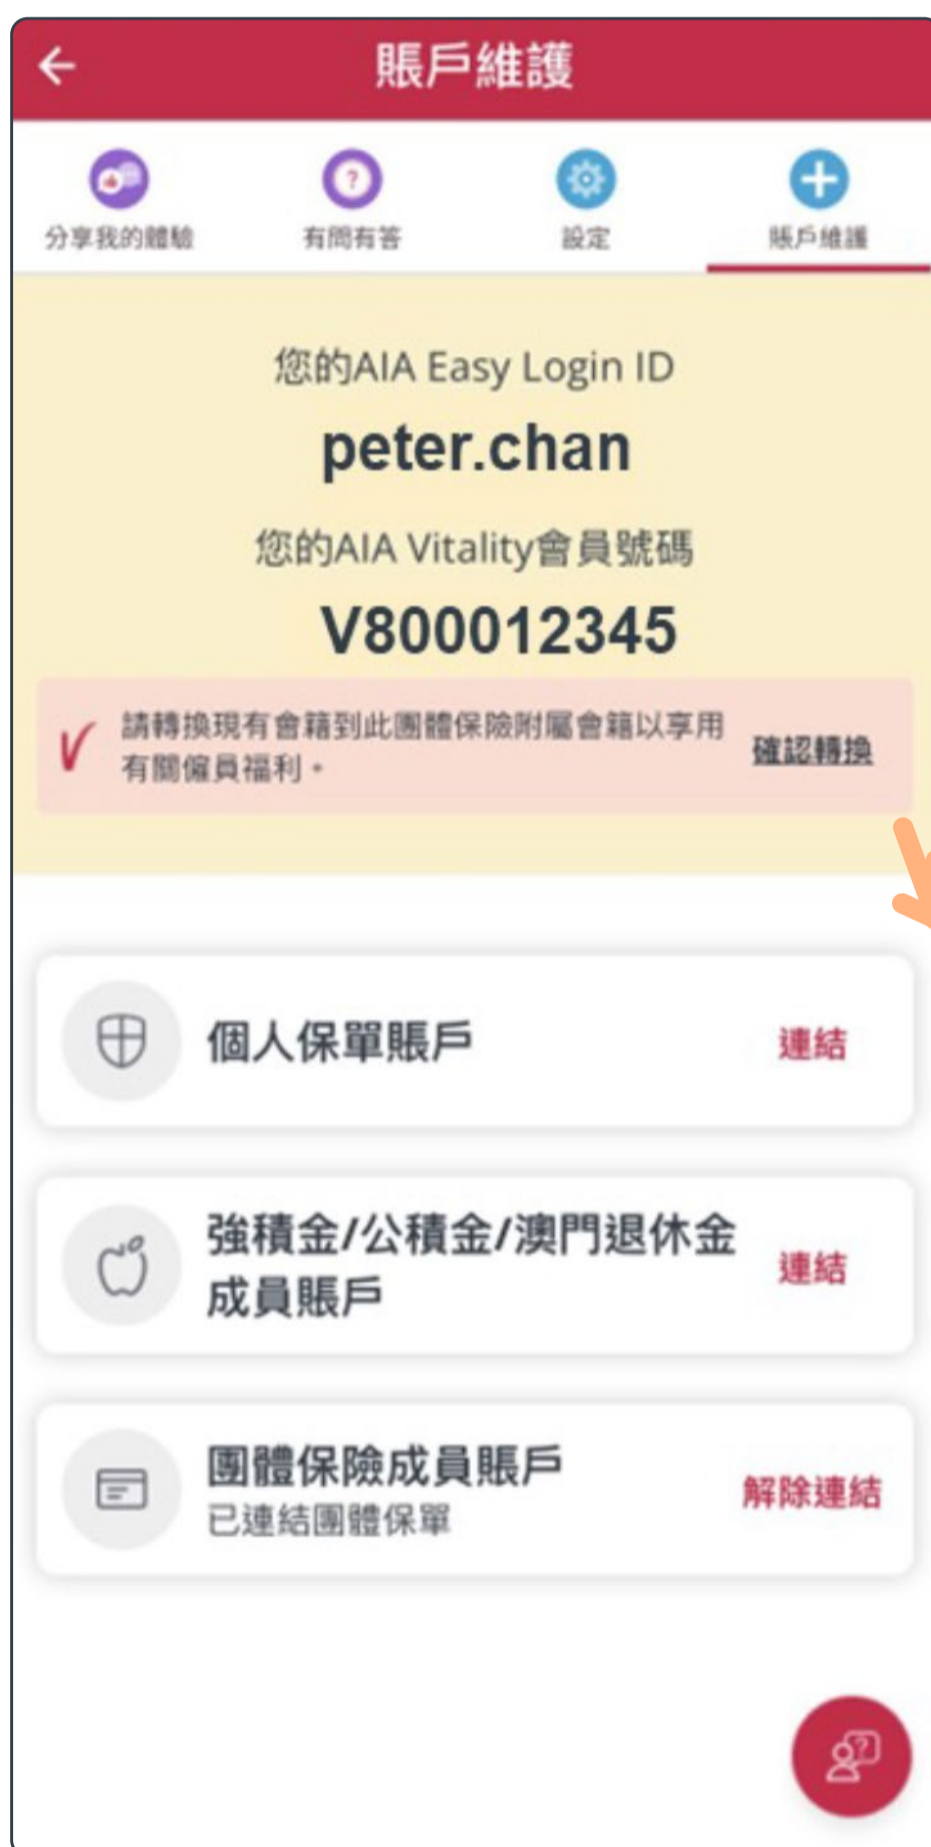 賬戶維護
分享我的體驗
有問有答
設定
賬戶維護
您的AIA Easy Login ID
peter.chan
您的AIA Vitality會員號碼
V800012345
請轉換現有會籍到此團體保險附屬會籍以享用
有關僱員福利。
確認轉換
個人保單賬戶
連結
強積金/公積金/澳門退休金
成員賬戶
連結
團體保險成員賬戶
已連結團體保單
解除連結